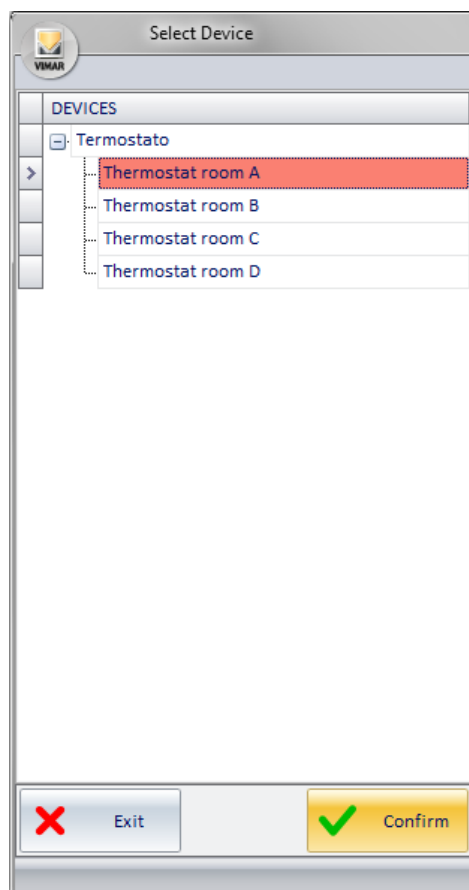 Select Device
VIMAR
DEVICES
Termostato
Thermostat room A
Thermostat room B
Thermostat room C
Thermostat room D
Exit
Confirm